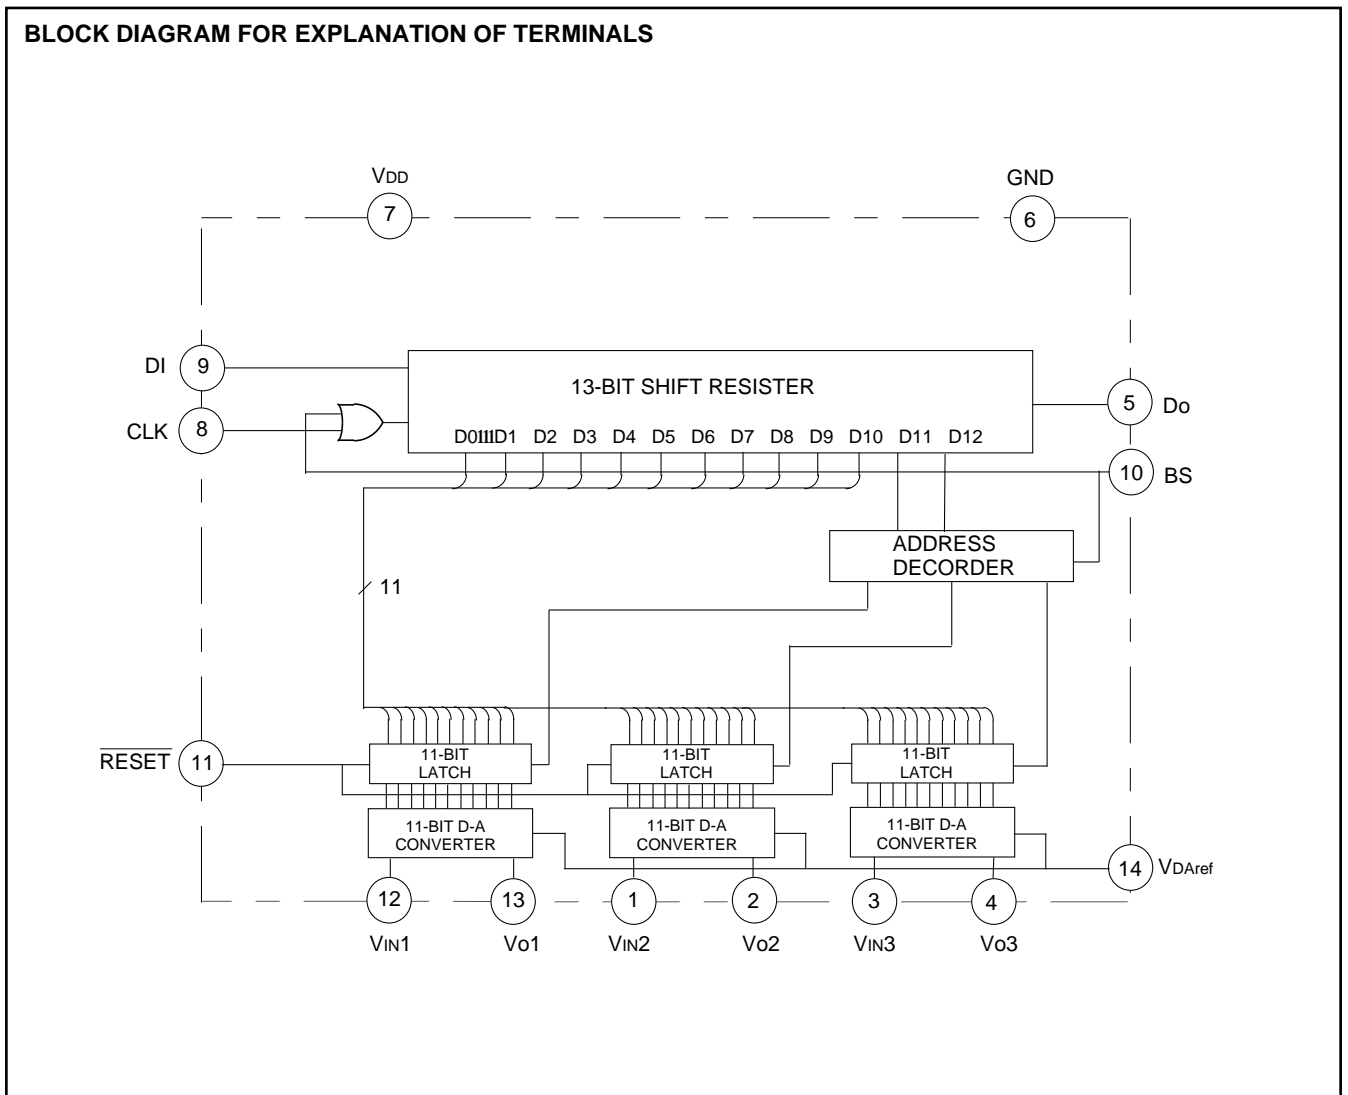 BLOCK DIAGRAM FOR EXPLANATION OF TERMINALS
VDD
GND
7
6
DI
9
13-BIT SHIFT RESISTER
5
Do
CLK
8
D0111D1 D2 D3 D4 D5 D6 D7 D8 D9 D10 D11 D12
10
BS
ADDRESS
DECORDER
11
RESET
11
11-BIT
LATCH
11-BIT
LATCH
11-BIT
LATCH
11-BIT D-A
CONVERTER
11-BIT D-A
CONVERTER
11-BIT D-A
CONVERTER
14
VDAref
12
13
1
2
3
4
VIN1
Vo1
VIN2
Vo2
VIN3
Vo3